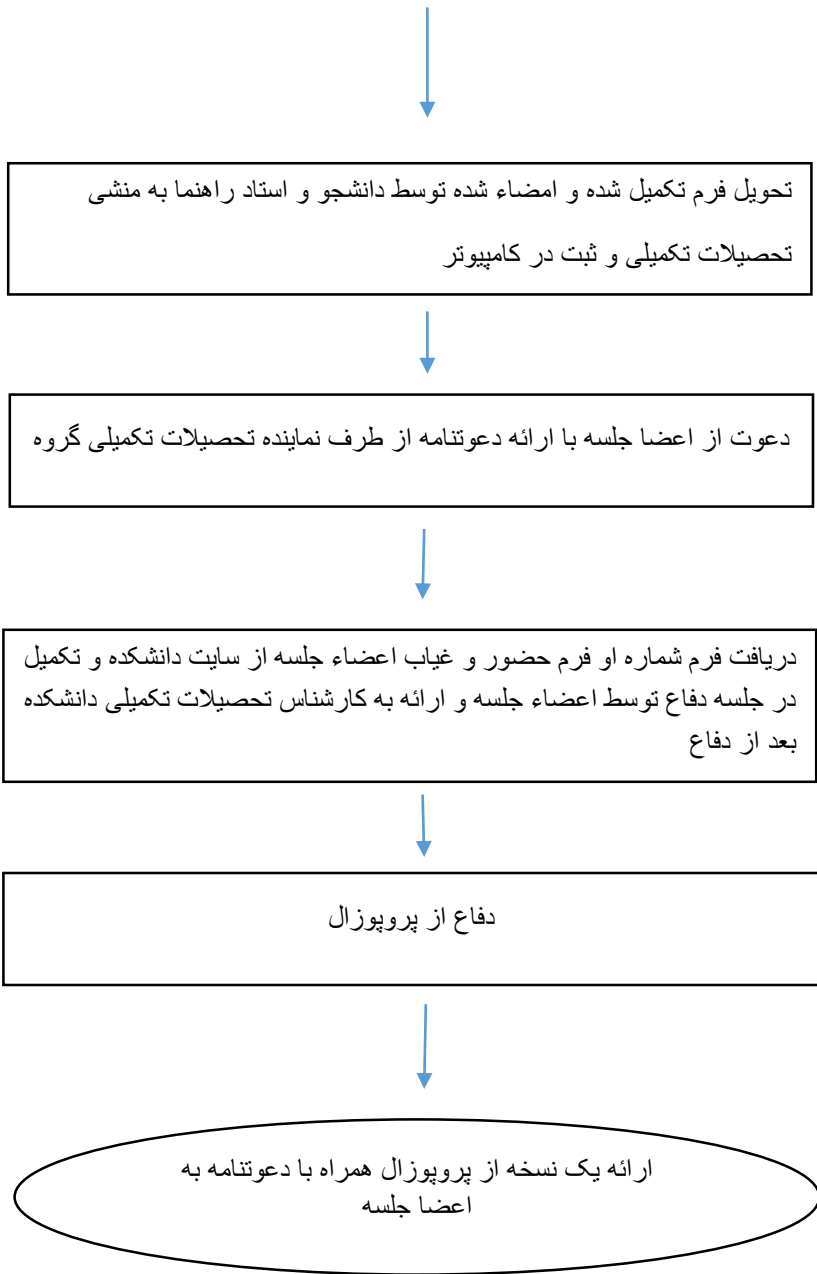 تحویل فرم تکمیل شده و امضاء شده توسط دانشجو و استاد راهنما به منشی
تحصیلات تکمیلی و ثبت در کامپیوتر
دعوت از اعضا جلسه با ارائه دعوتنامه از طرف نماینده تحصیلات تکمیلی گروه
دریافت فرم شماره او فرم حضور و غیاب اعضاء جلسه از سایت دانشکده و تکمیل
در جلسه دفاع توسط اعضاء جلسه و ارائه به کارشناس تحصیلات تکمیلی دانشکده
بعد از دفاع
دفاع از پروپوزال
ارائه یک نسخه از پروپوزال همراه با دعوتنامه به
اعضا جلسه